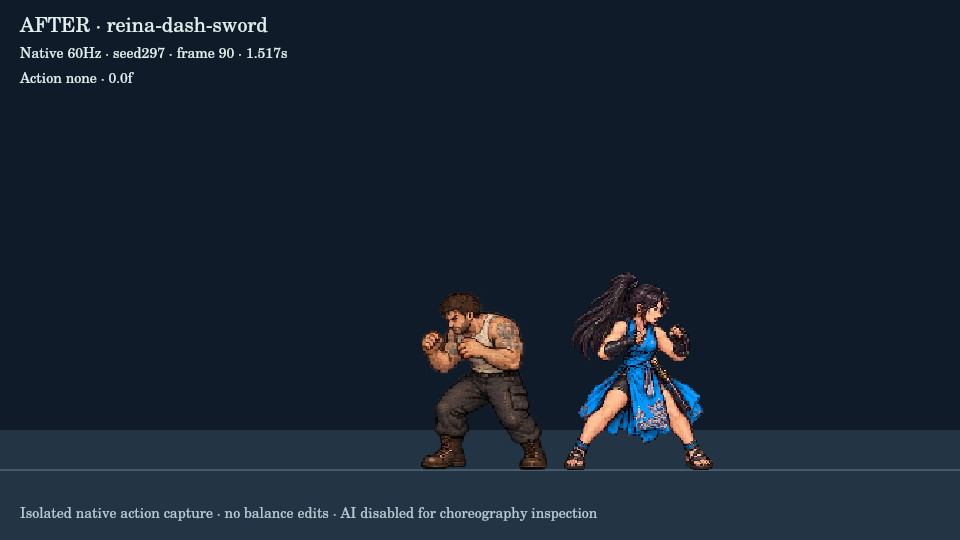 AFTER · reina-dash-sword
Native 60Hz · seed297 · frame 90 · 1.517s
Action none · 0.0f
Isolated native action capture · no balance edits · AI disabled for choreography inspection